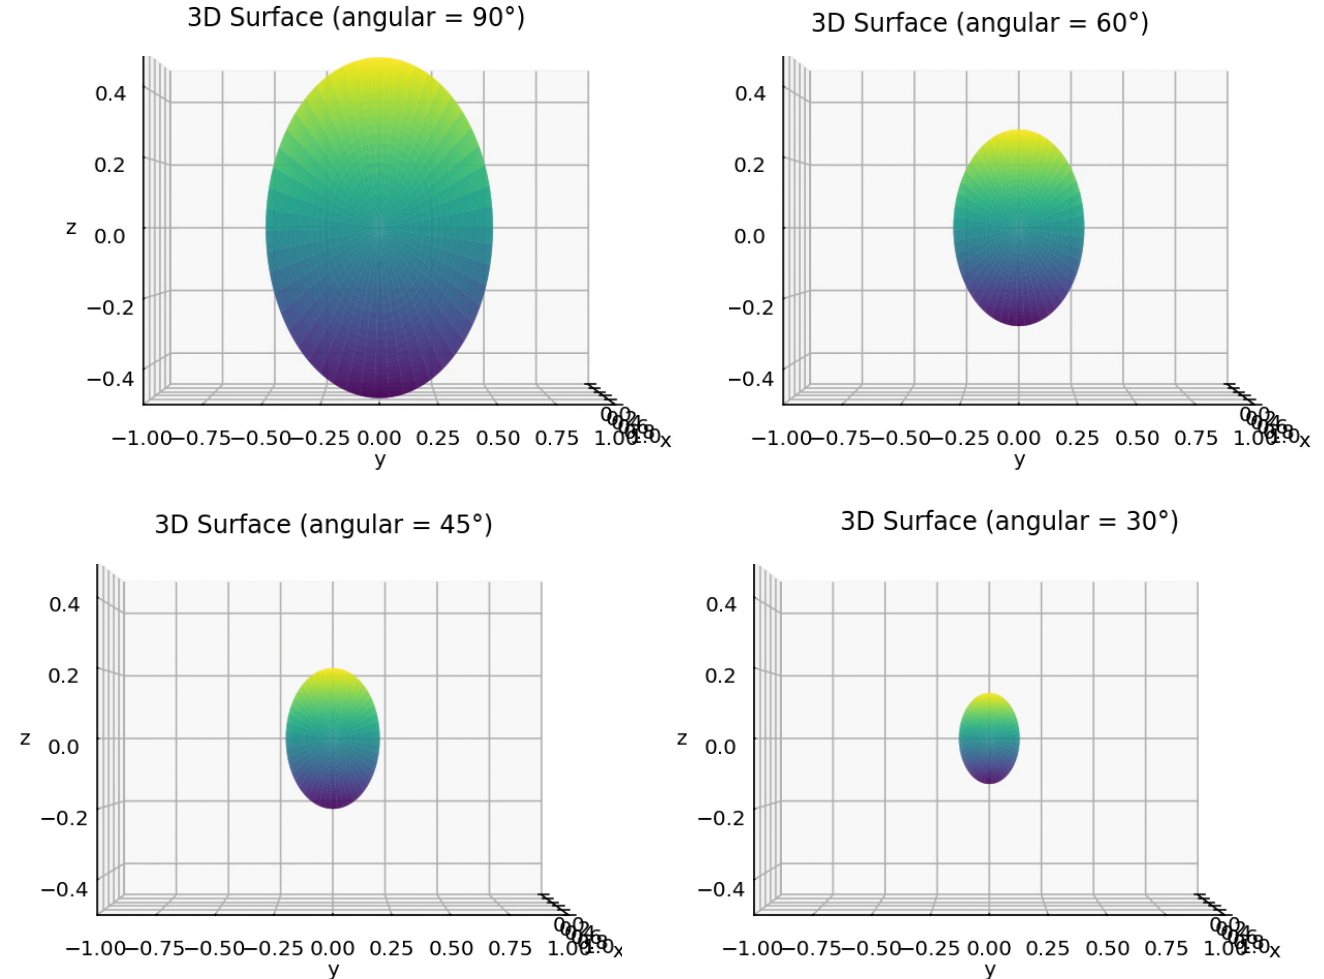 3D Surface (angular = 90°)
0.4
0.2
z 0.0
−0.2
−0.4
−1.00 −0.75 −0.50 −0.25 0.00 0.25 0.50 0.75 1.00 x
y
3D Surface (angular = 60°)
0.4
0.2
z 0.0
−0.2
−0.4
−1.00 −0.75 −0.50 −0.25 0.00 0.25 0.50 0.75 1.00 x
y
3D Surface (angular = 45°)
0.4
0.2
z 0.0
−0.2
−0.4
−1.00 −0.75 −0.50 −0.25 0.00 0.25 0.50 0.75 1.00
y
3D Surface (angular = 30°)
0.4
0.2
z 0.0
−0.2
−0.4
−1.00 −0.75 −0.50 −0.25 0.00 0.25 0.50 0.75 1.00 x
y